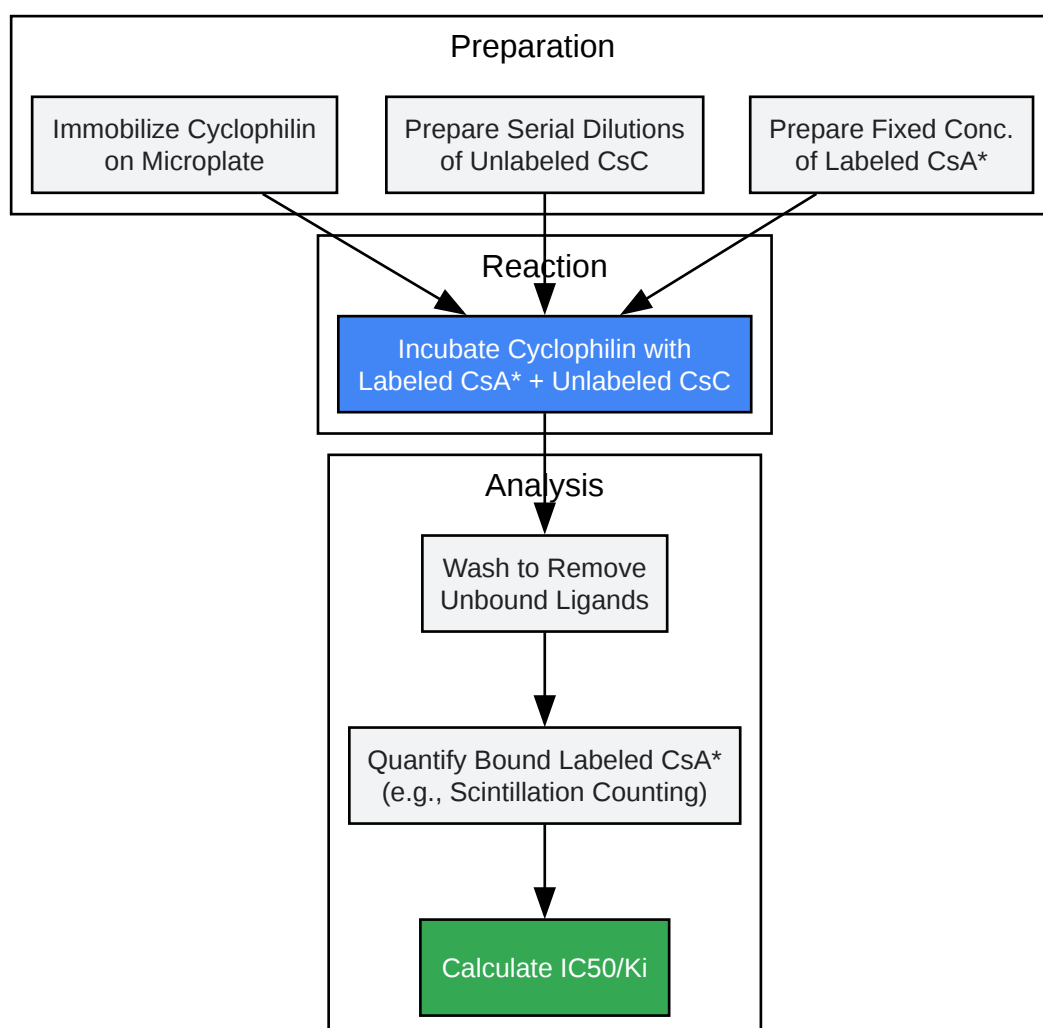 Preparation
Immobilize Cyclophilin
on Microplate
Prepare Serial Dilutions
of Unlabeled CsC
Prepare Fixed Conc.
of Labeled CsA*
Reaction
Incubate Cyclophilin with
Labeled CsA* + Unlabeled CsC
Analysis
Wash to Remove
Unbound Ligands
Quantify Bound Labeled CsA*
(e.g., Scintillation Counting)
Calculate IC50/Ki